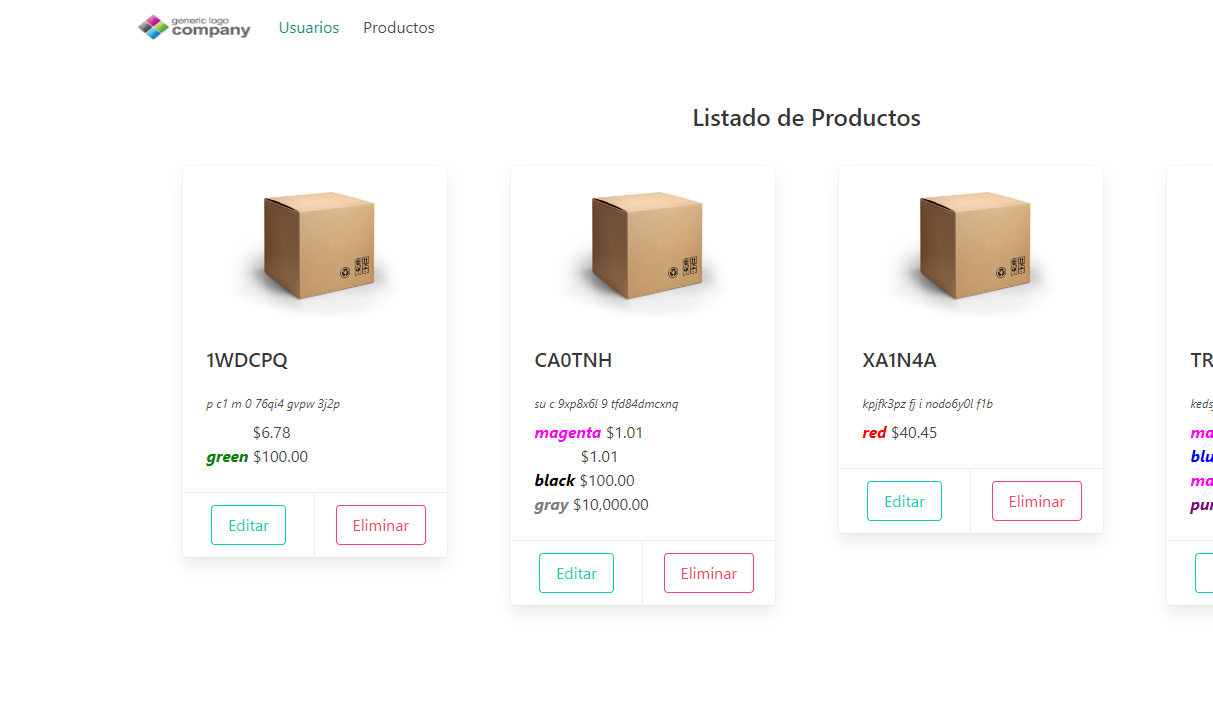 generic logo
company
Usuarios
Productos
Listado de Productos
1WDCPQ
p c1 m 0 76qi4 gvpw 3j2p
$6.78
green $100.00
Editar
Eliminar
CA0TNH
su c 9xp8x6l 9 tfd84dmcxnq
magenta $1.01
$1.01
black $100.00
gray $10,000.00
Editar
Eliminar
XA1N4A
kpjfk3pz fj i nodo6y0l f1b
red $40.45
Editar
Eliminar
TR
keds
ma
blu
ma
pur